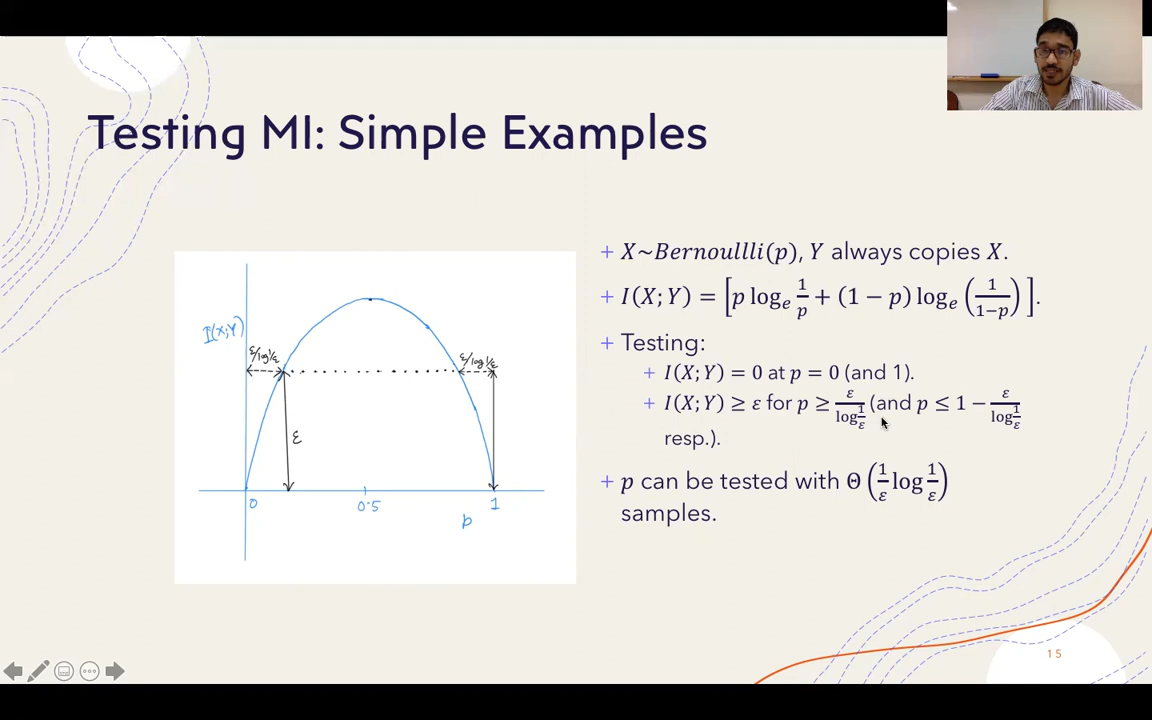 Testing MI: Simple Examples
I(X;Y)
ε/log1/ε
ε/log1/ε
ε
0
0.5
1
p
+ X~Bernoullli(p), Y always copies X.
+ I(X;Y) = [p logₑ 1/p + (1 − p) logₑ (1/(1−p))].
+ Testing:
+ I(X;Y) = 0 at p = 0 (and 1).
+ I(X;Y) ≥ ε for p ≥ ε/log(1/ε) (and p ≤ 1 − ε/log(1/ε)
resp.).
+ p can be tested with Θ (1/ε log 1/ε)
samples.
15